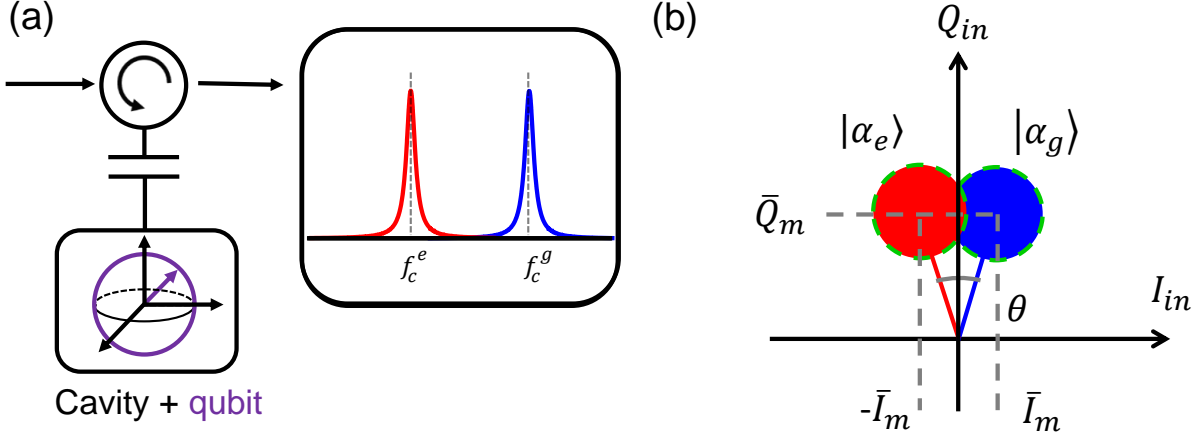 (a)
f_c^e
f_c^g
Cavity + qubit
(b)
Q_in
|α_e⟩
|α_g⟩
Q̄_m
I_in
θ
-Ī_m
Ī_m